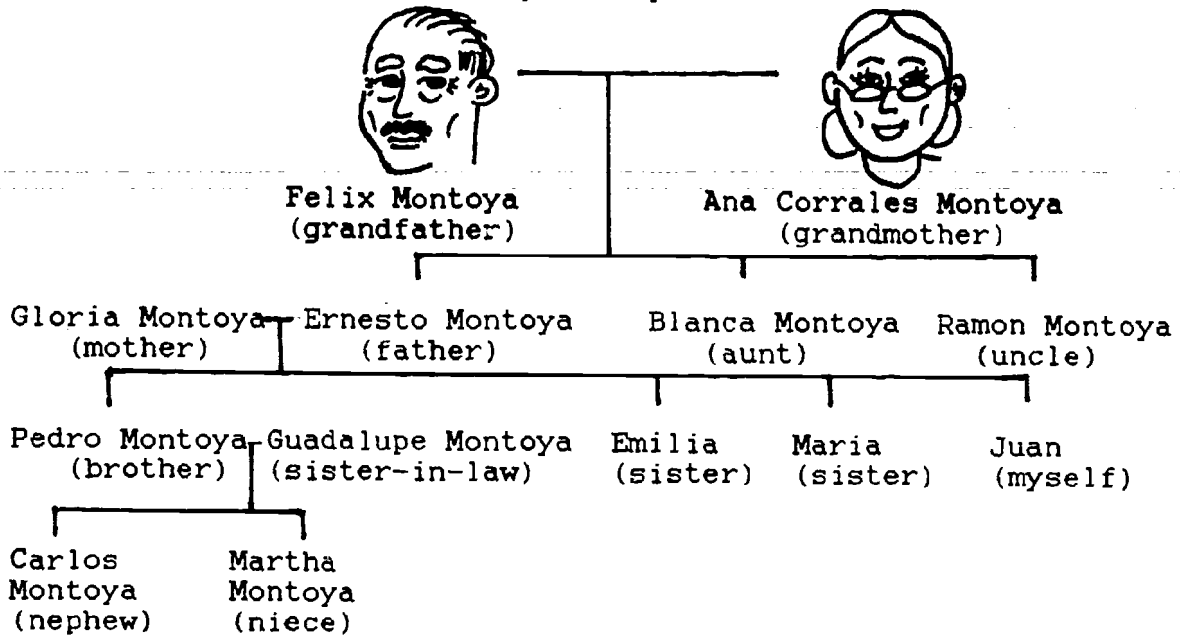 Felix Montoya Ana Corrales Montoya
(grandfather) (grandmother)
Gloria Montoya Ernesto Montoya Blanca Montoya Ramon Montoya
(mother) (father) (aunt) (uncle)
Pedro Montoya Guadalupe Montoya Emilia Maria Juan
(brother) (sister-in-law) (sister) (sister) (myself)
Carlos Martha
Montoya Montoya
(nephew) (niece)